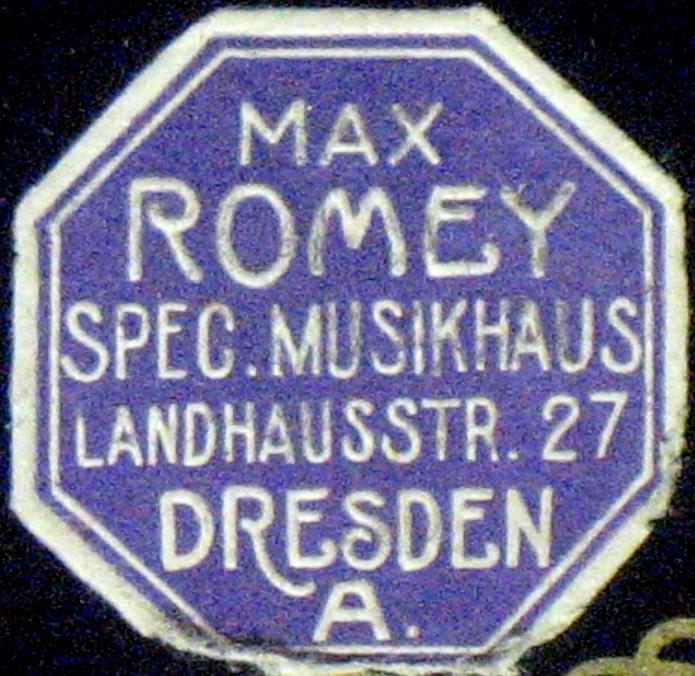 MAX
ROMEY
SPEC. MUSIKHAUS
LANDHAUSSTR. 27
DRESDEN
A.